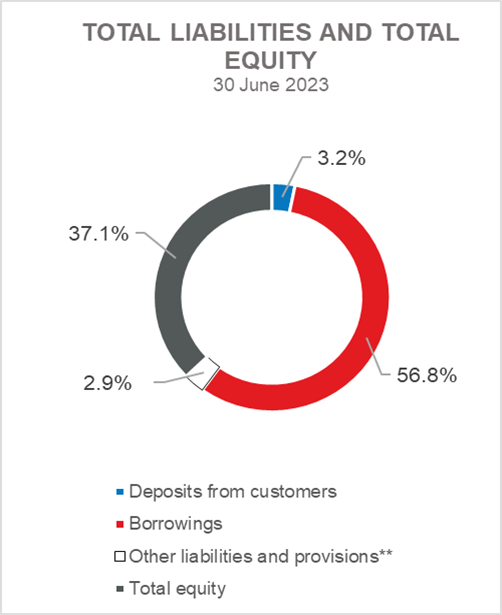 TOTAL LIABILITIES AND TOTAL
EQUITY
30 June 2023
3.2%
37.1%
2.9%
56.8%
Deposits from customers
Borrowings
Other liabilities and provisions**
Total equity